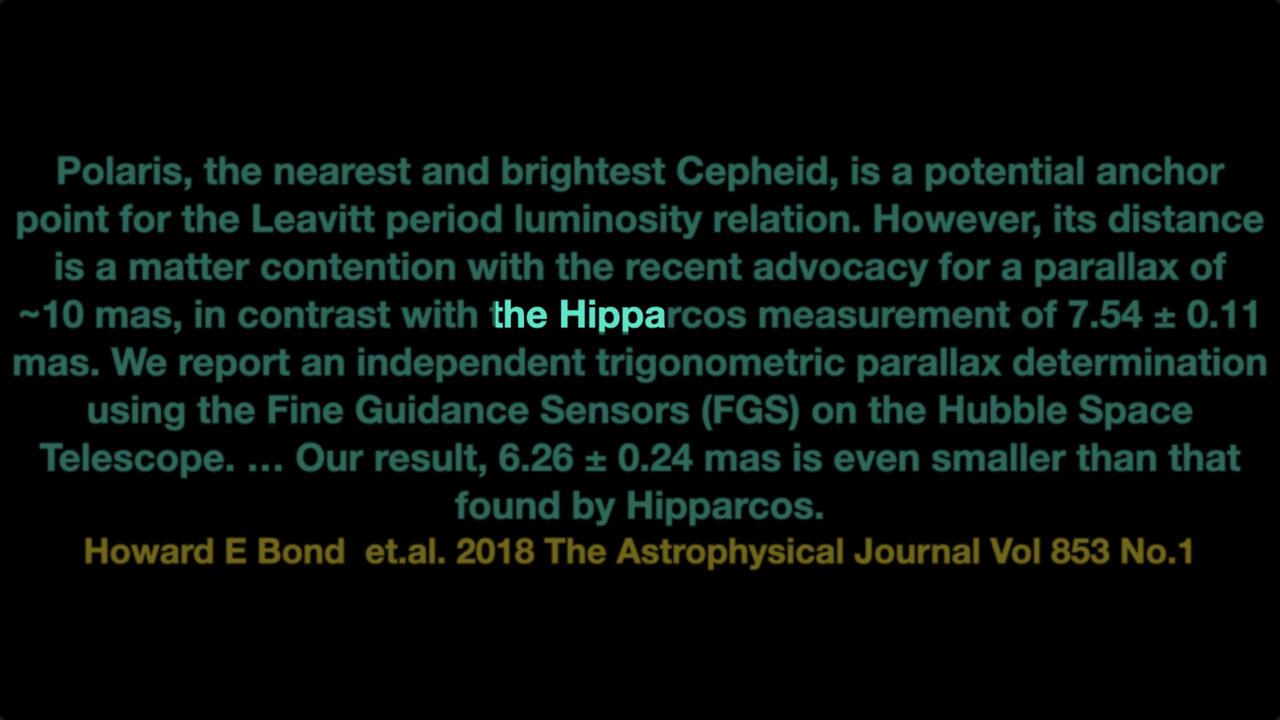 Polaris, the nearest and brightest Cepheid, is a potential anchor
point for the Leavitt period luminosity relation. However, its distance
is a matter contention with the recent advocacy for a parallax of
~10 mas, in contrast with the Hipparcos measurement of 7.54 ± 0.11
mas. We report an independent trigonometric parallax determination
using the Fine Guidance Sensors (FGS) on the Hubble Space
Telescope. … Our result, 6.26 ± 0.24 mas is even smaller than that
found by Hipparcos.
Howard E Bond  et.al. 2018 The Astrophysical Journal Vol 853 No.1